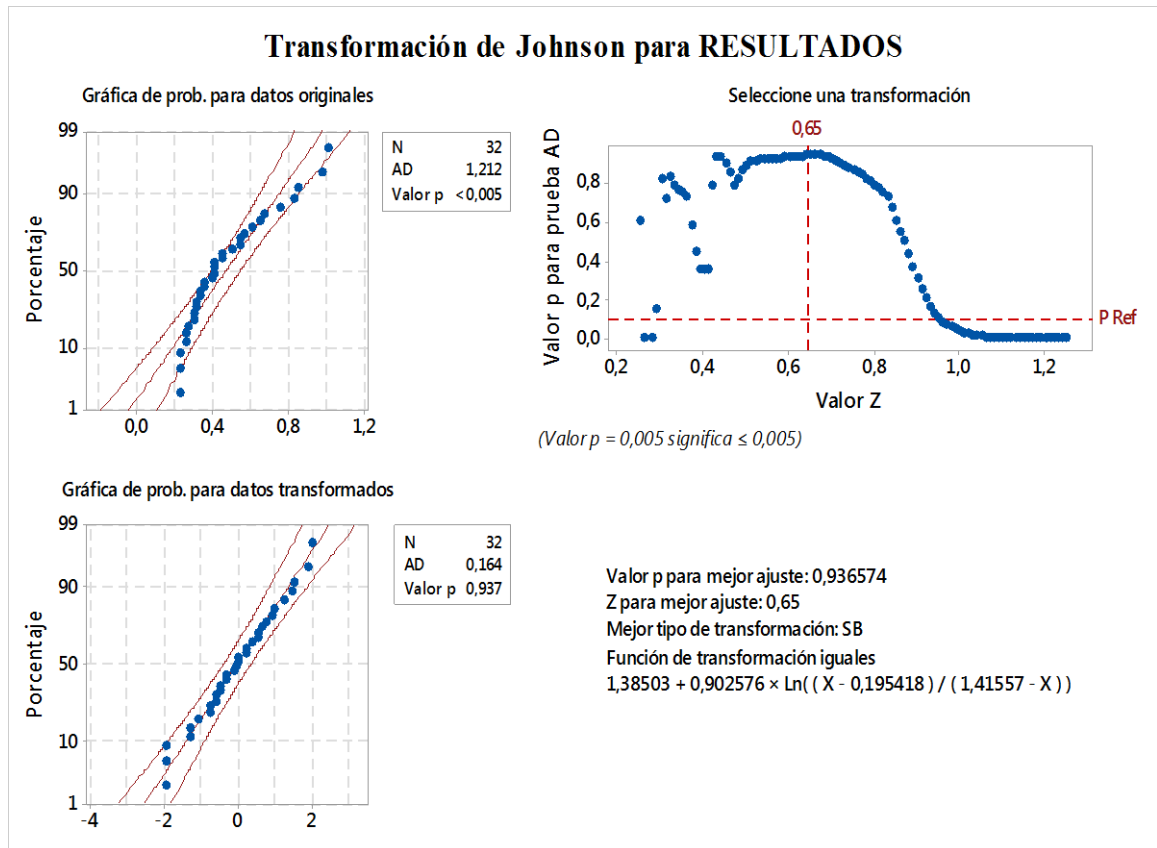 Transformación de Johnson para RESULTADOS
Gráfica de prob. para datos originales
Porcentaje
99
90
50
10
1
0,0 0,4 0,8 1,2
N 32
AD 1,212
Valor p <0,005
Seleccione una transformación
0,65
Valor p para prueba AD
0,8
0,6
0,4
0,2
0,0
P Ref
0,2 0,4 0,6 0,8 1,0 1,2
Valor Z
(Valor p = 0,005 significa ≤ 0,005)
Gráfica de prob. para datos transformados
Porcentaje
99
90
50
10
1
-4 -2 0 2
N 32
AD 0,164
Valor p 0,937
Valor p para mejor ajuste: 0,936574
Z para mejor ajuste: 0,65
Mejor tipo de transformación: SB
Función de transformación iguales
1,38503 + 0,902576 × Ln( ( X - 0,195418 ) / ( 1,41557 - X ) )